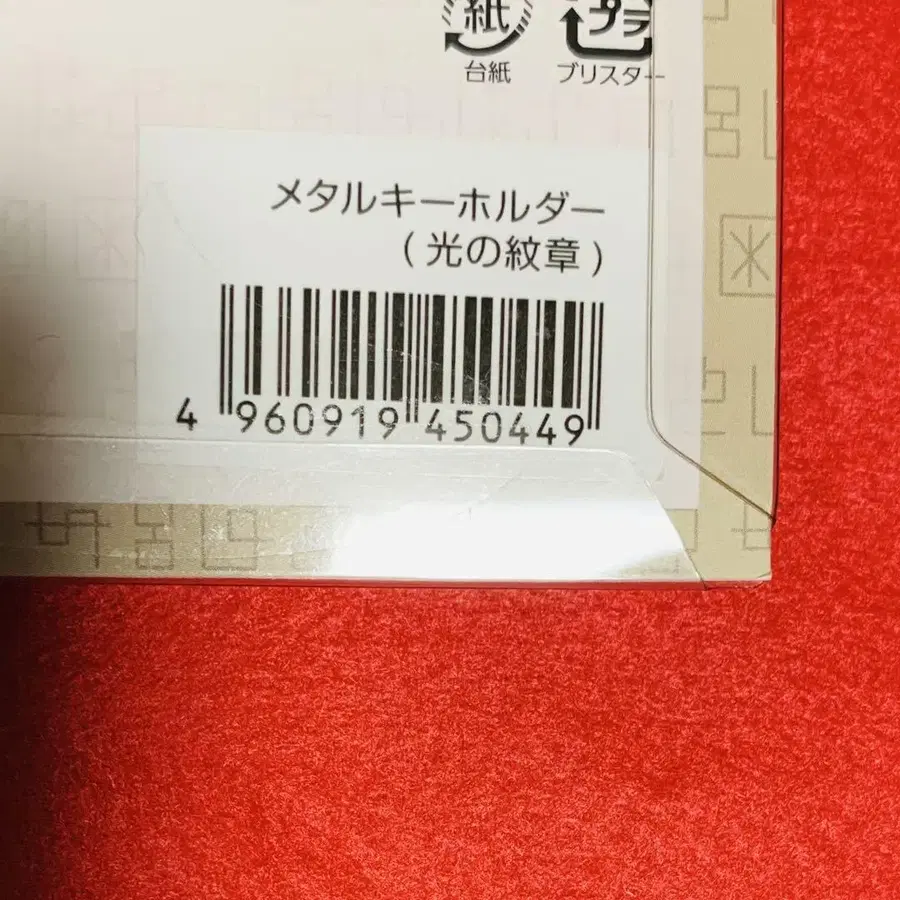 紙 プラ
台紙 ブリスター
メタルキーホルダー
(光の紋章)
4 960919 450449